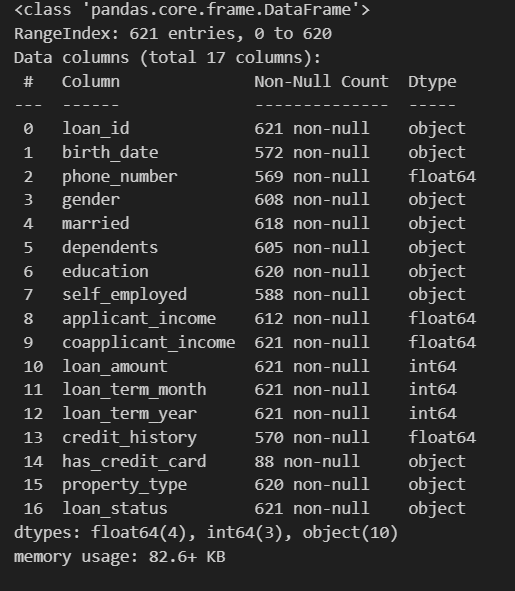 <class 'pandas.core.frame.DataFrame'>
RangeIndex: 621 entries, 0 to 620
Data columns (total 17 columns):
 #   Column              Non-Null Count  Dtype
---  ------              --------------  -----
 0   loan_id             621 non-null    object
 1   birth_date          572 non-null    object
 2   phone_number        569 non-null    float64
 3   gender              608 non-null    object
 4   married             618 non-null    object
 5   dependents          605 non-null    object
 6   education           620 non-null    object
 7   self_employed       588 non-null    object
 8   applicant_income    612 non-null    float64
 9   coapplicant_income  621 non-null    float64
 10  loan_amount         621 non-null    int64
 11  loan_term_month     621 non-null    int64
 12  loan_term_year      621 non-null    int64
 13  credit_history      570 non-null    float64
 14  has_credit_card     88 non-null     object
 15  property_type       620 non-null    object
 16  loan_status         621 non-null    object
dtypes: float64(4), int64(3), object(10)
memory usage: 82.6+ KB